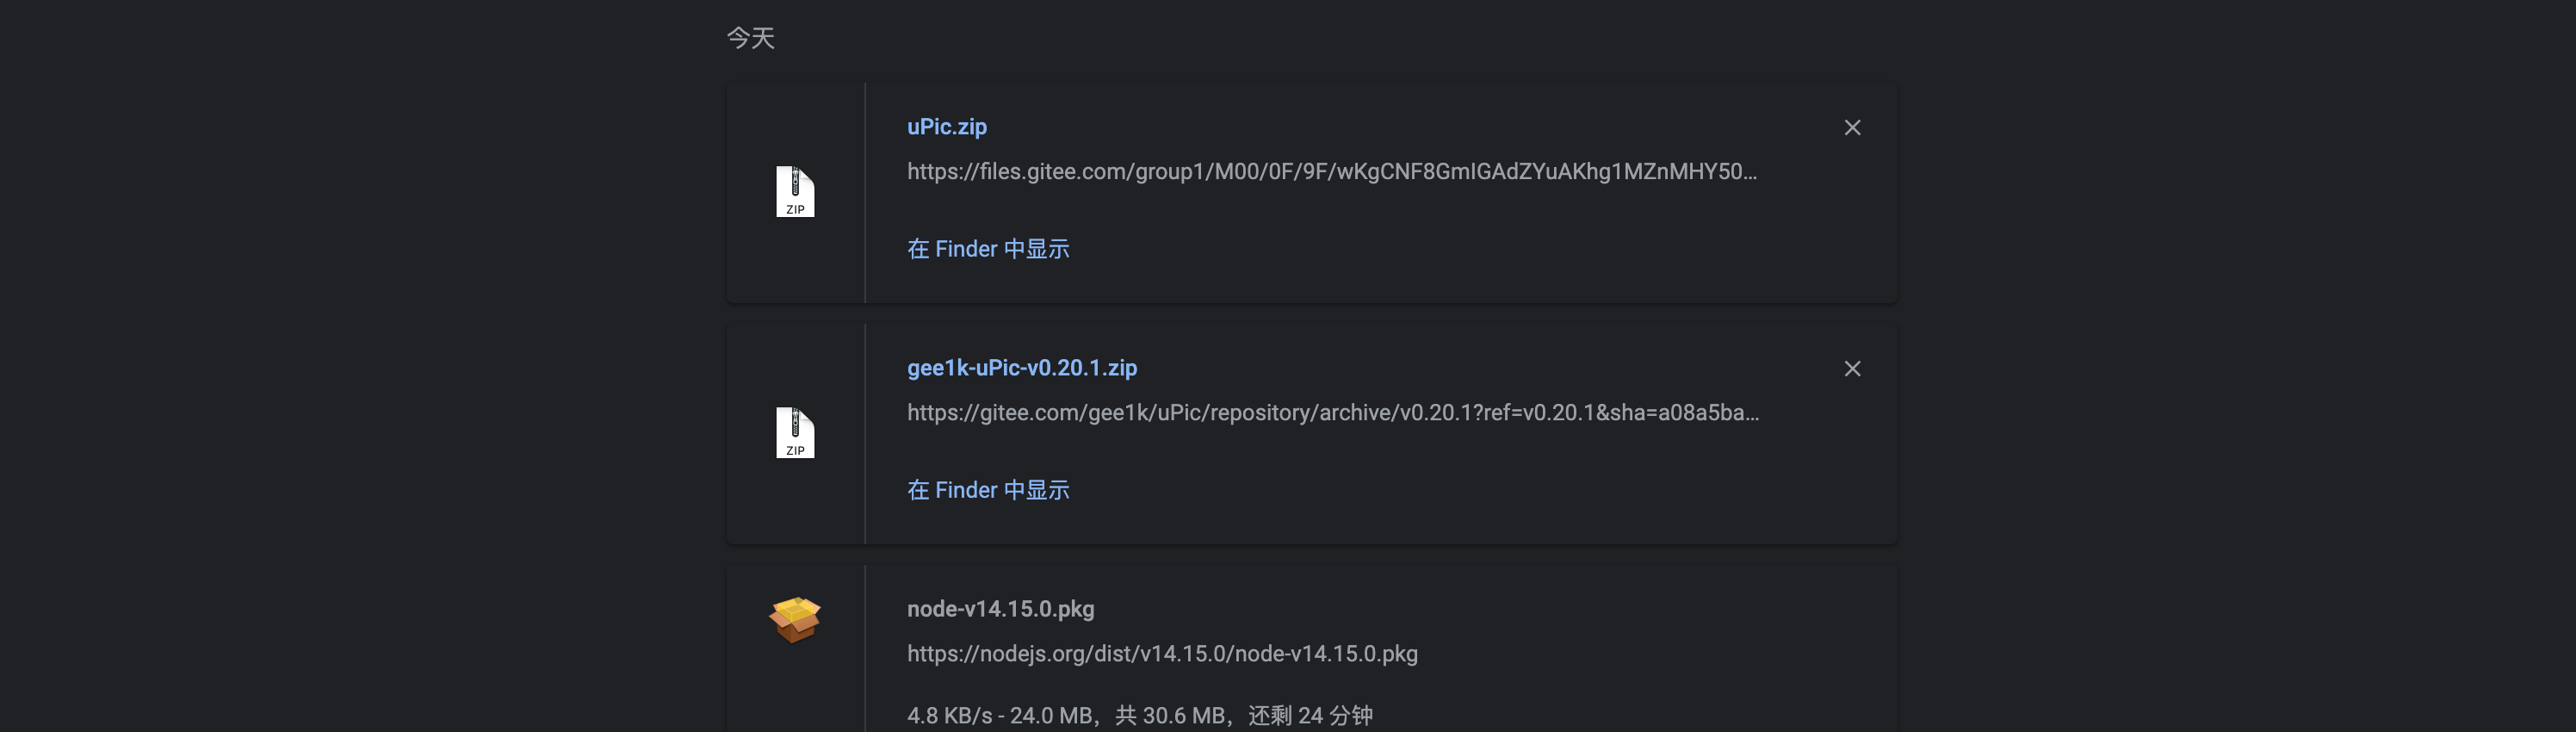 今天
uPic.zip
https://files.gitee.com/group1/M00/0F/9F/wKgCNF8GmIGAdZYuAKhg1MZnMHY50...
ZIP
在 Finder 中显示
gee1k-uPic-v0.20.1.zip
https://gitee.com/gee1k/uPic/repository/archive/v0.20.1?ref=v0.20.1&sha=a08a5ba...
ZIP
在 Finder 中显示
node-v14.15.0.pkg
https://nodejs.org/dist/v14.15.0/node-v14.15.0.pkg
4.8 KB/s - 24.0 MB，共 30.6 MB，还剩 24 分钟